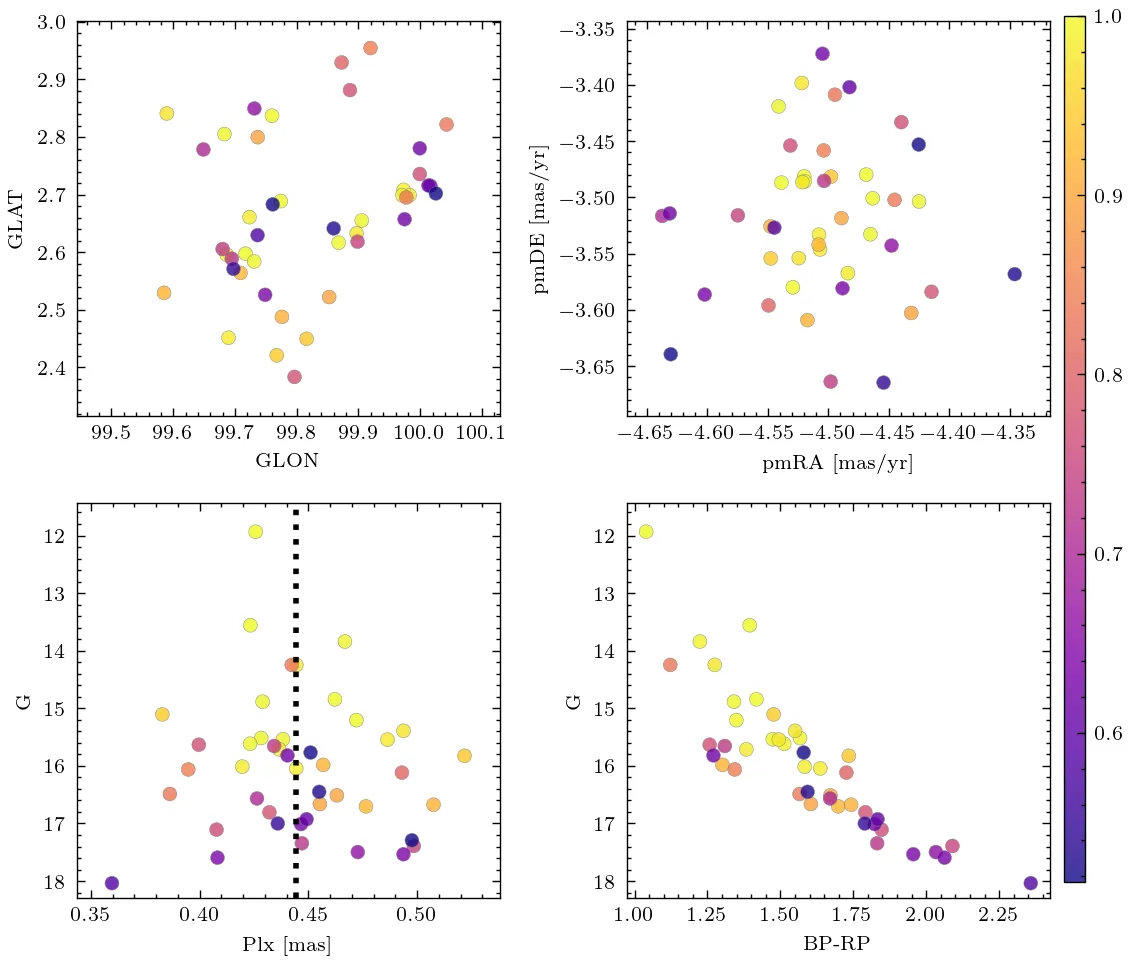 3.0
2.9
2.8
2.7
2.6
2.5
2.4
GLAT
99.5 99.6 99.7 99.8 99.9 100.0 100.1
GLON
−3.35
−3.40
−3.45
−3.50
−3.55
−3.60
−3.65
pmDE [mas/yr]
−4.65 −4.60 −4.55 −4.50 −4.45 −4.40 −4.35
pmRA [mas/yr]
12
13
14
15
16
17
18
G
0.35 0.40 0.45 0.50
Plx [mas]
12
13
14
15
16
17
18
G
1.00 1.25 1.50 1.75 2.00 2.25
BP-RP
1.0
0.9
0.8
0.7
0.6